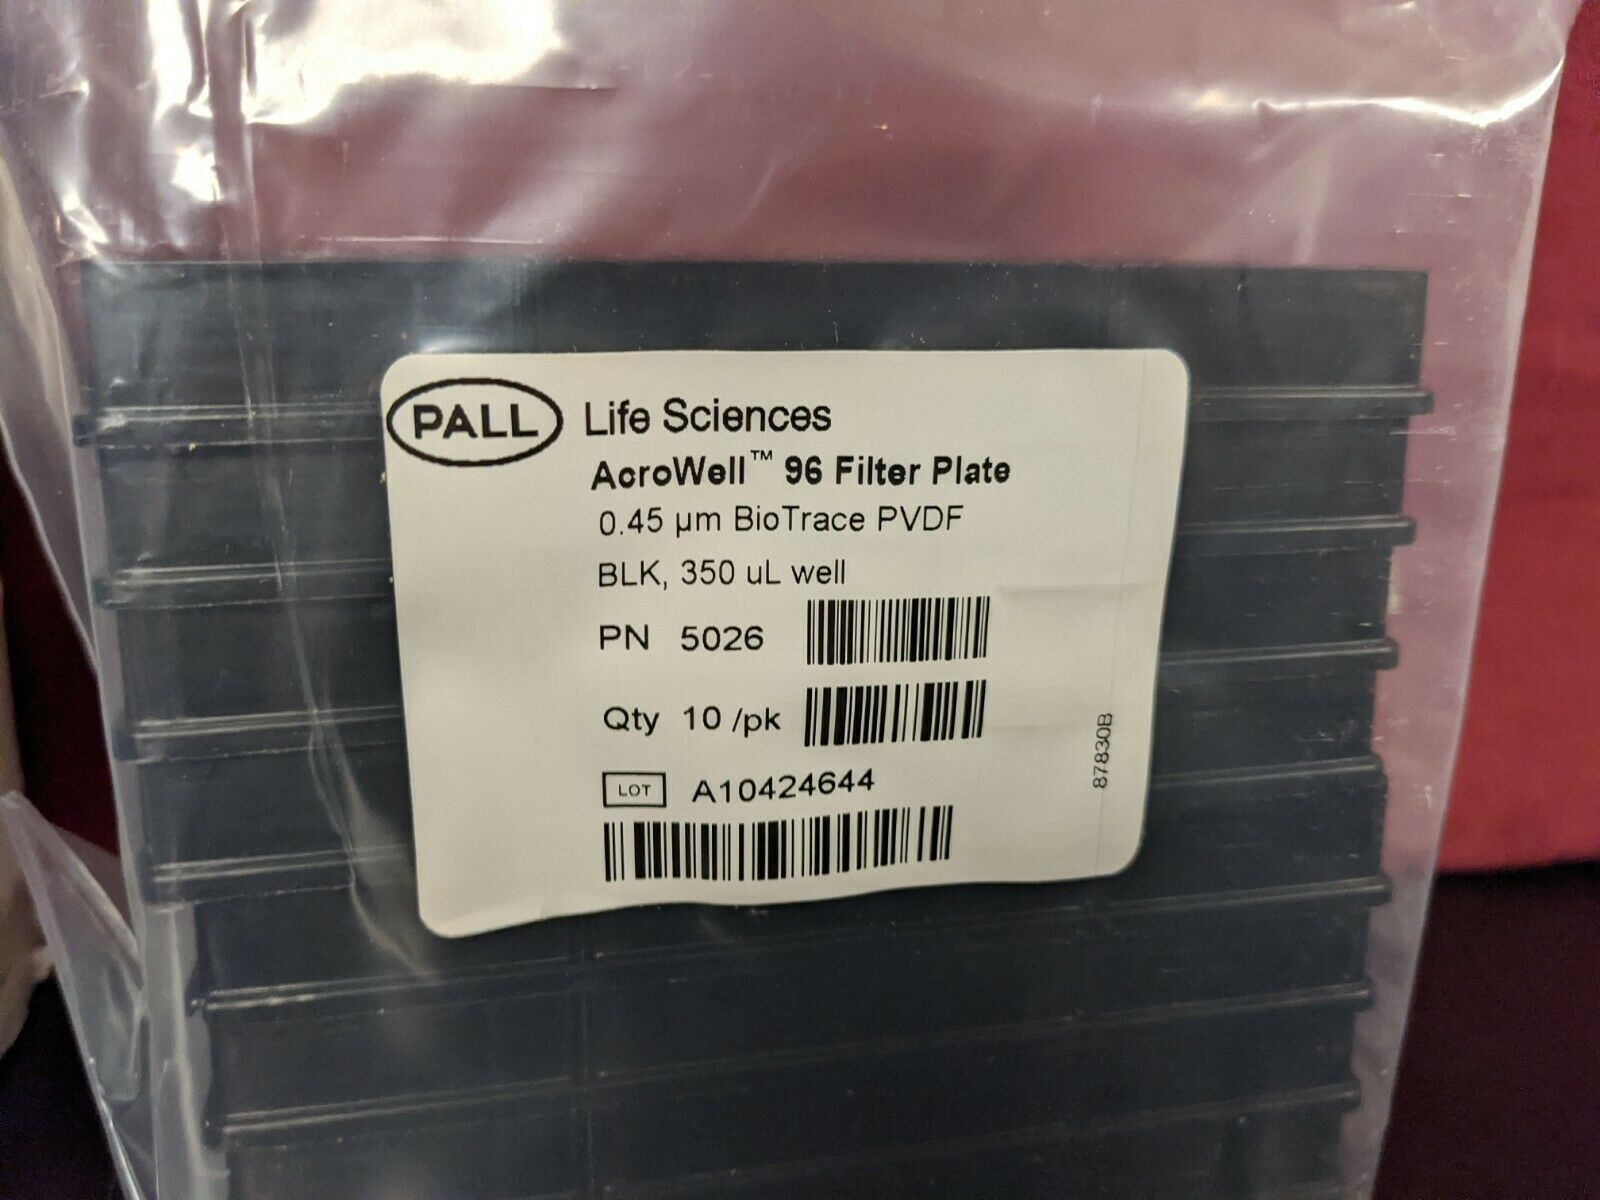 PALL Life Sciences
AcroWell™ 96 Filter Plate
0.45 µm BioTrace PVDF
BLK, 350 uL well
PN 5026
Qty 10 /pk
LOT A10424644
87830B